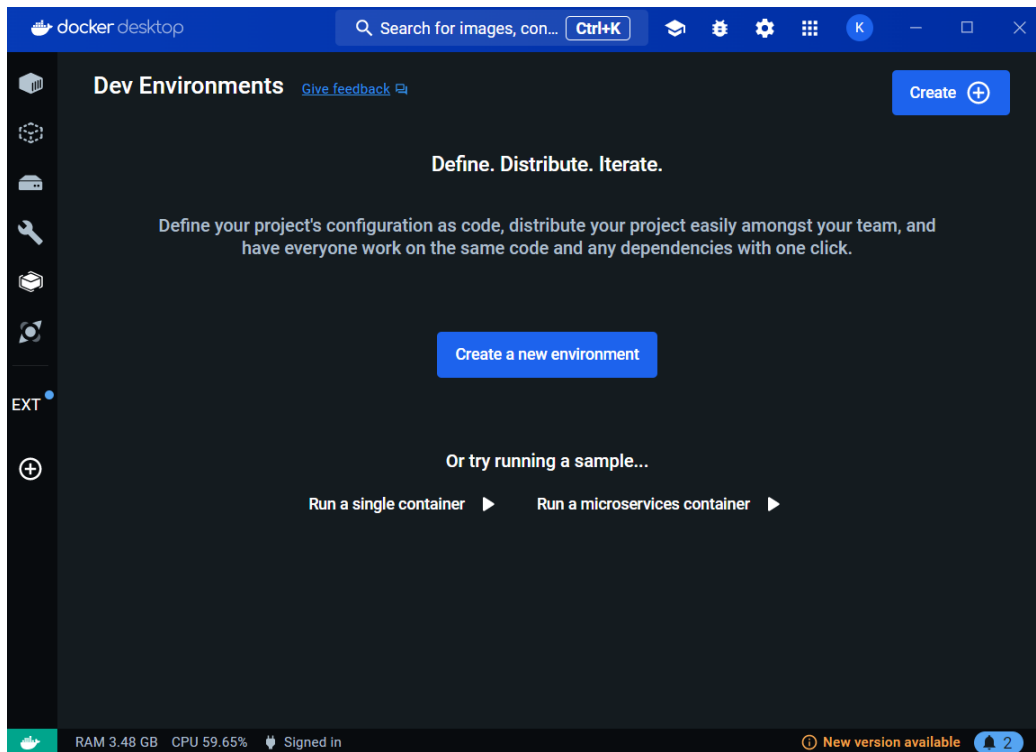 docker desktop
Search for images, con... Ctrl+K
K
Dev Environments Give feedback
Create
Define. Distribute. Iterate.
Define your project's configuration as code, distribute your project easily amongst your team, and
have everyone work on the same code and any dependencies with one click.
Create a new environment
EXT
Or try running a sample...
Run a single container Run a microservices container
RAM 3.48 GB CPU 59.65% Signed in New version available 2